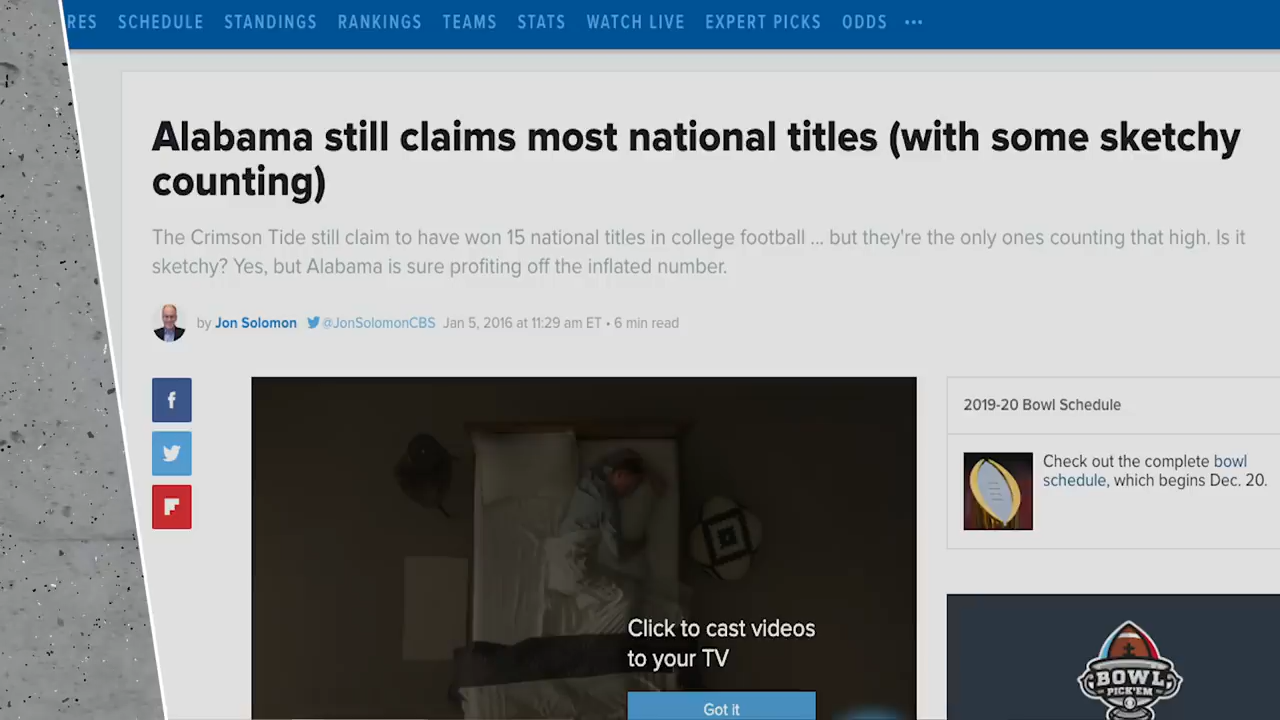 RES SCHEDULE STANDINGS RANKINGS TEAMS STATS WATCH LIVE EXPERT PICKS ODDS •••
Alabama still claims most national titles (with some sketchy
counting)
The Crimson Tide still claim to have won 15 national titles in college football ... but they're the only ones counting that high. Is it
sketchy? Yes, but Alabama is sure profiting off the inflated number.
by Jon Solomon @JonSolomonCBS Jan 5, 2016 at 11:29 am ET • 6 min read
2019-20 Bowl Schedule
Check out the complete bowl
schedule, which begins Dec. 20.
Click to cast videos
to your TV
Got it
BOWL
PICK'EM